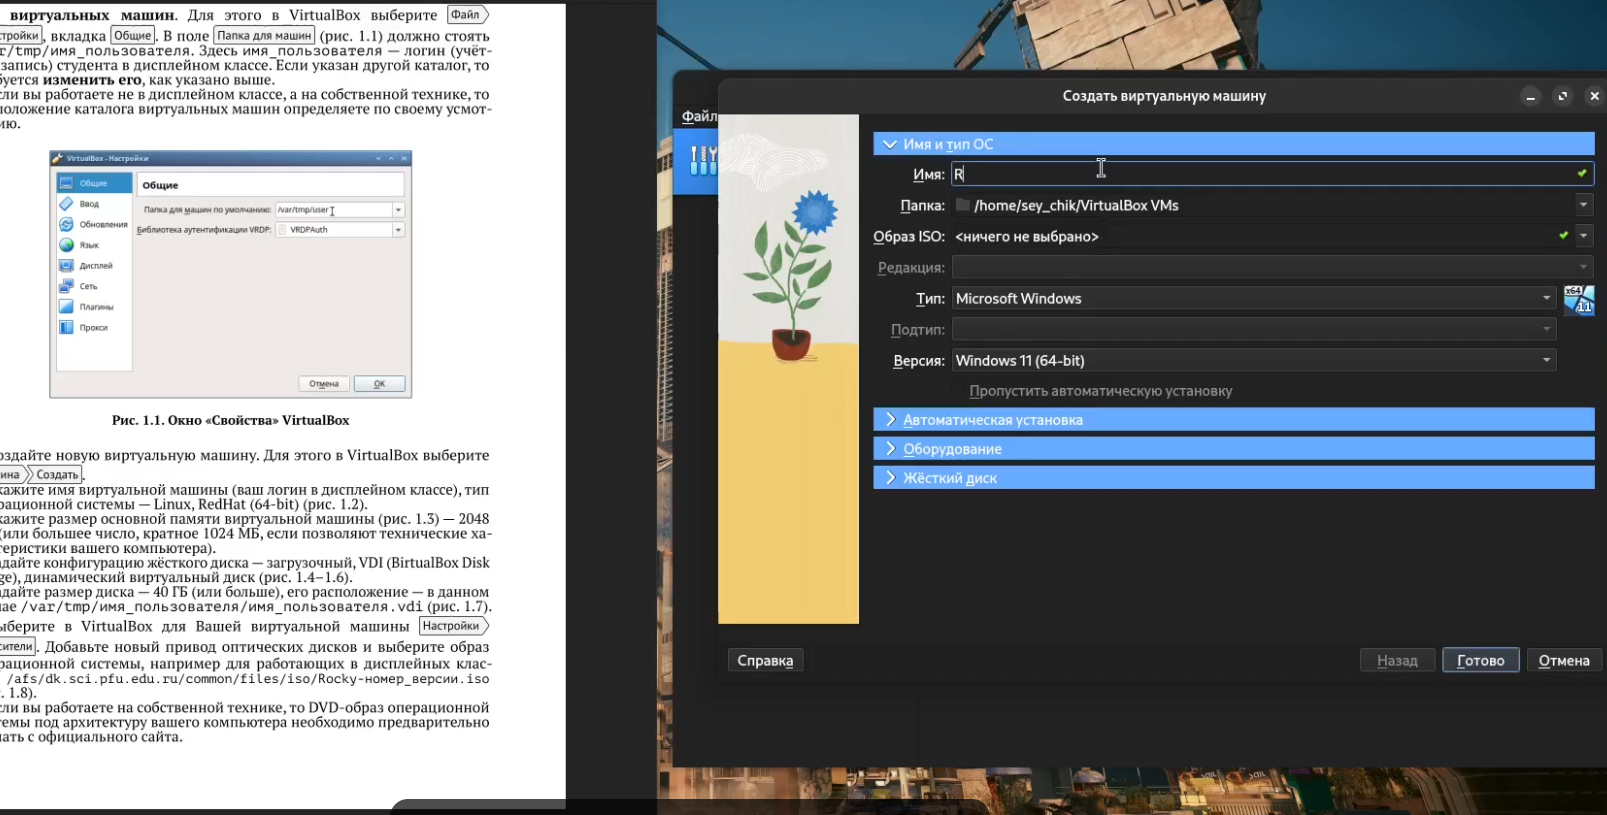 виртуальных машин. Для этого в VirtualBox выберите Файл
тройки, вкладка Общие. В поле Папка для машин (рис. 1.1) должно стоять
r/tmp/имя_пользователя. Здесь имя_пользователя — логин (учёт-
запись) студента в дисплейном классе. Если указан другой каталог, то
буется изменить его, как указано выше.
сли вы работаете не в дисплейном классе, а на собственной технике, то
положение каталога виртуальных машин определяете по своему усмот-
ию.
VirtualBox - Настройки
Общие
Ввод
Обновления
Язык
Дисплей
Сеть
Плагины
Прокси
Общие
Папка для машин по умолчанию: /var/tmp/user
Библиотека аутентификации VRDP: VRDPAuth
Отмена
OK
Рис. 1.1. Окно «Свойства» VirtualBox
оздайте новую виртуальную машину. Для этого в VirtualBox выберите
ина Создать.
кажите имя виртуальной машины (ваш логин в дисплейном классе), тип
рационной системы — Linux, RedHat (64-bit) (рис. 1.2).
кажите размер основной памяти виртуальной машины (рис. 1.3) — 2048
(или большее число, кратное 1024 МБ, если позволяют технические ха-
теристики вашего компьютера).
адайте конфигурацию жёсткого диска — загрузочный, VDI (BirtualBox Disk
ge), динамический виртуальный диск (рис. 1.4–1.6).
адайте размер диска — 40 ГБ (или больше), его расположение — в данном
чае /var/tmp/имя_пользователя/имя_пользователя.vdi (рис. 1.7).
ыберите в VirtualBox для Вашей виртуальной машины Настройки
сители. Добавьте новый привод оптических дисков и выберите образ
рационной системы, например для работающих в дисплейных клас-
/afs/dk.sci.pfu.edu.ru/common/files/iso/Rocky-номер_версии.iso
с. 1.8).
сли вы работаете на собственной технике, то DVD-образ операционной
темы под архитектуру вашего компьютера необходимо предварительно
чать с официального сайта.
Файл
Создать виртуальную машину
Имя и тип ОС
Имя: R
Папка: /home/sey_chik/VirtualBox VMs
Образ ISO: <ничего не выбрано>
Редакция:
Тип: Microsoft Windows
x64
11
Подтип:
Версия: Windows 11 (64-bit)
Пропустить автоматическую установку
Автоматическая установка
Оборудование
Жёсткий диск
Справка
Назад
Готово
Отмена